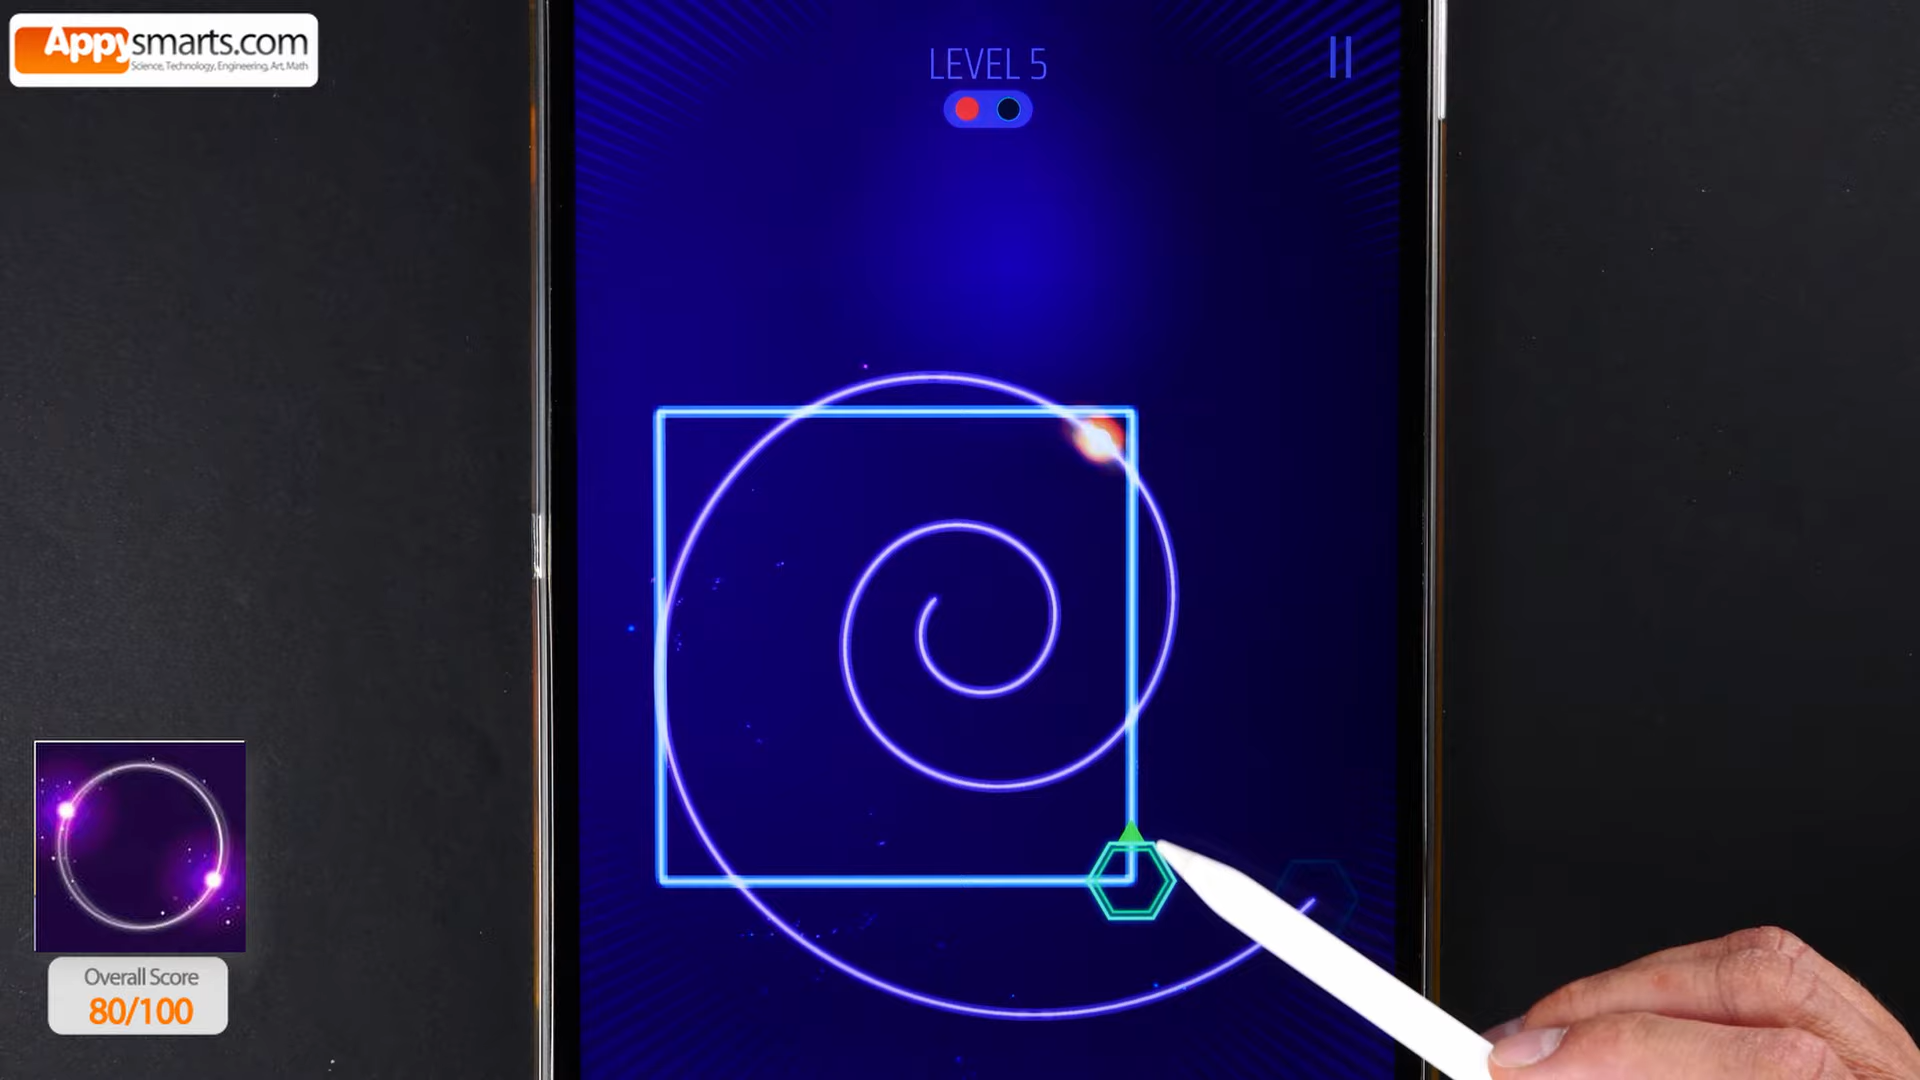 Appysmarts.com
Science, Technology, Engineering, Art, Math
LEVEL 5
Overall Score
80/100